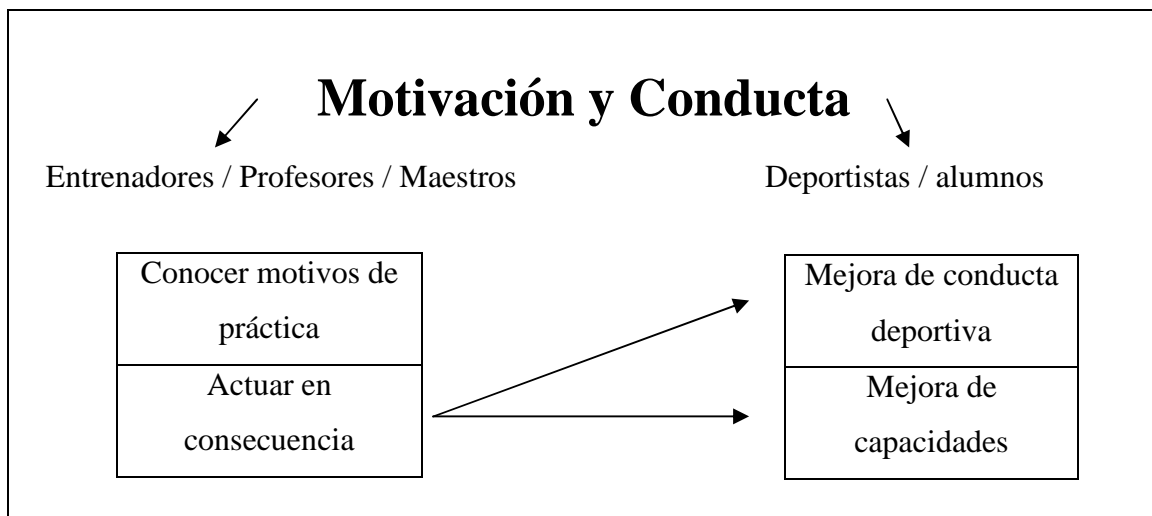 Motivación y Conducta
Entrenadores / Profesores / Maestros
Deportistas / alumnos
Conocer motivos de
práctica
Actuar en
consecuencia
Mejora de conducta
deportiva
Mejora de
capacidades